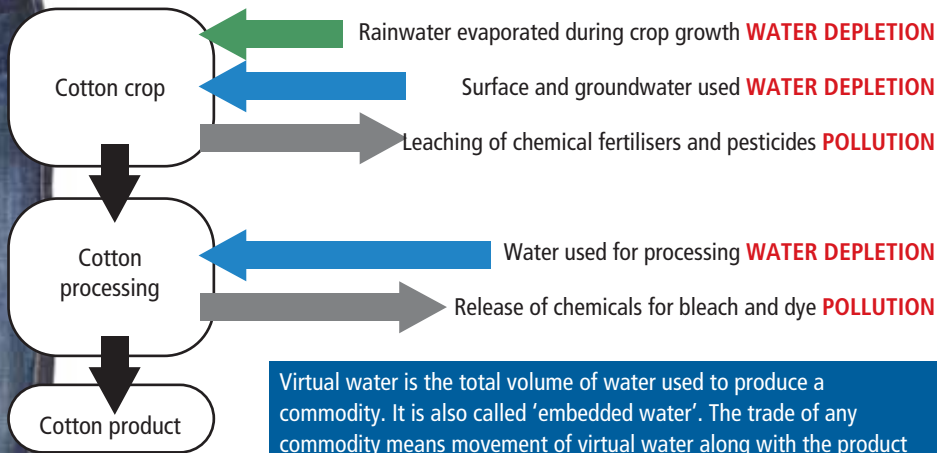 Rainwater evaporated during crop growth WATER DEPLETION
Cotton crop
Surface and groundwater used WATER DEPLETION
Leaching of chemical fertilisers and pesticides POLLUTION
Cotton
processing
Water used for processing WATER DEPLETION
Release of chemicals for bleach and dye POLLUTION
Cotton product
Virtual water is the total volume of water used to produce a
commodity. It is also called 'embedded water'. The trade of any
commodity means movement of virtual water along with the product